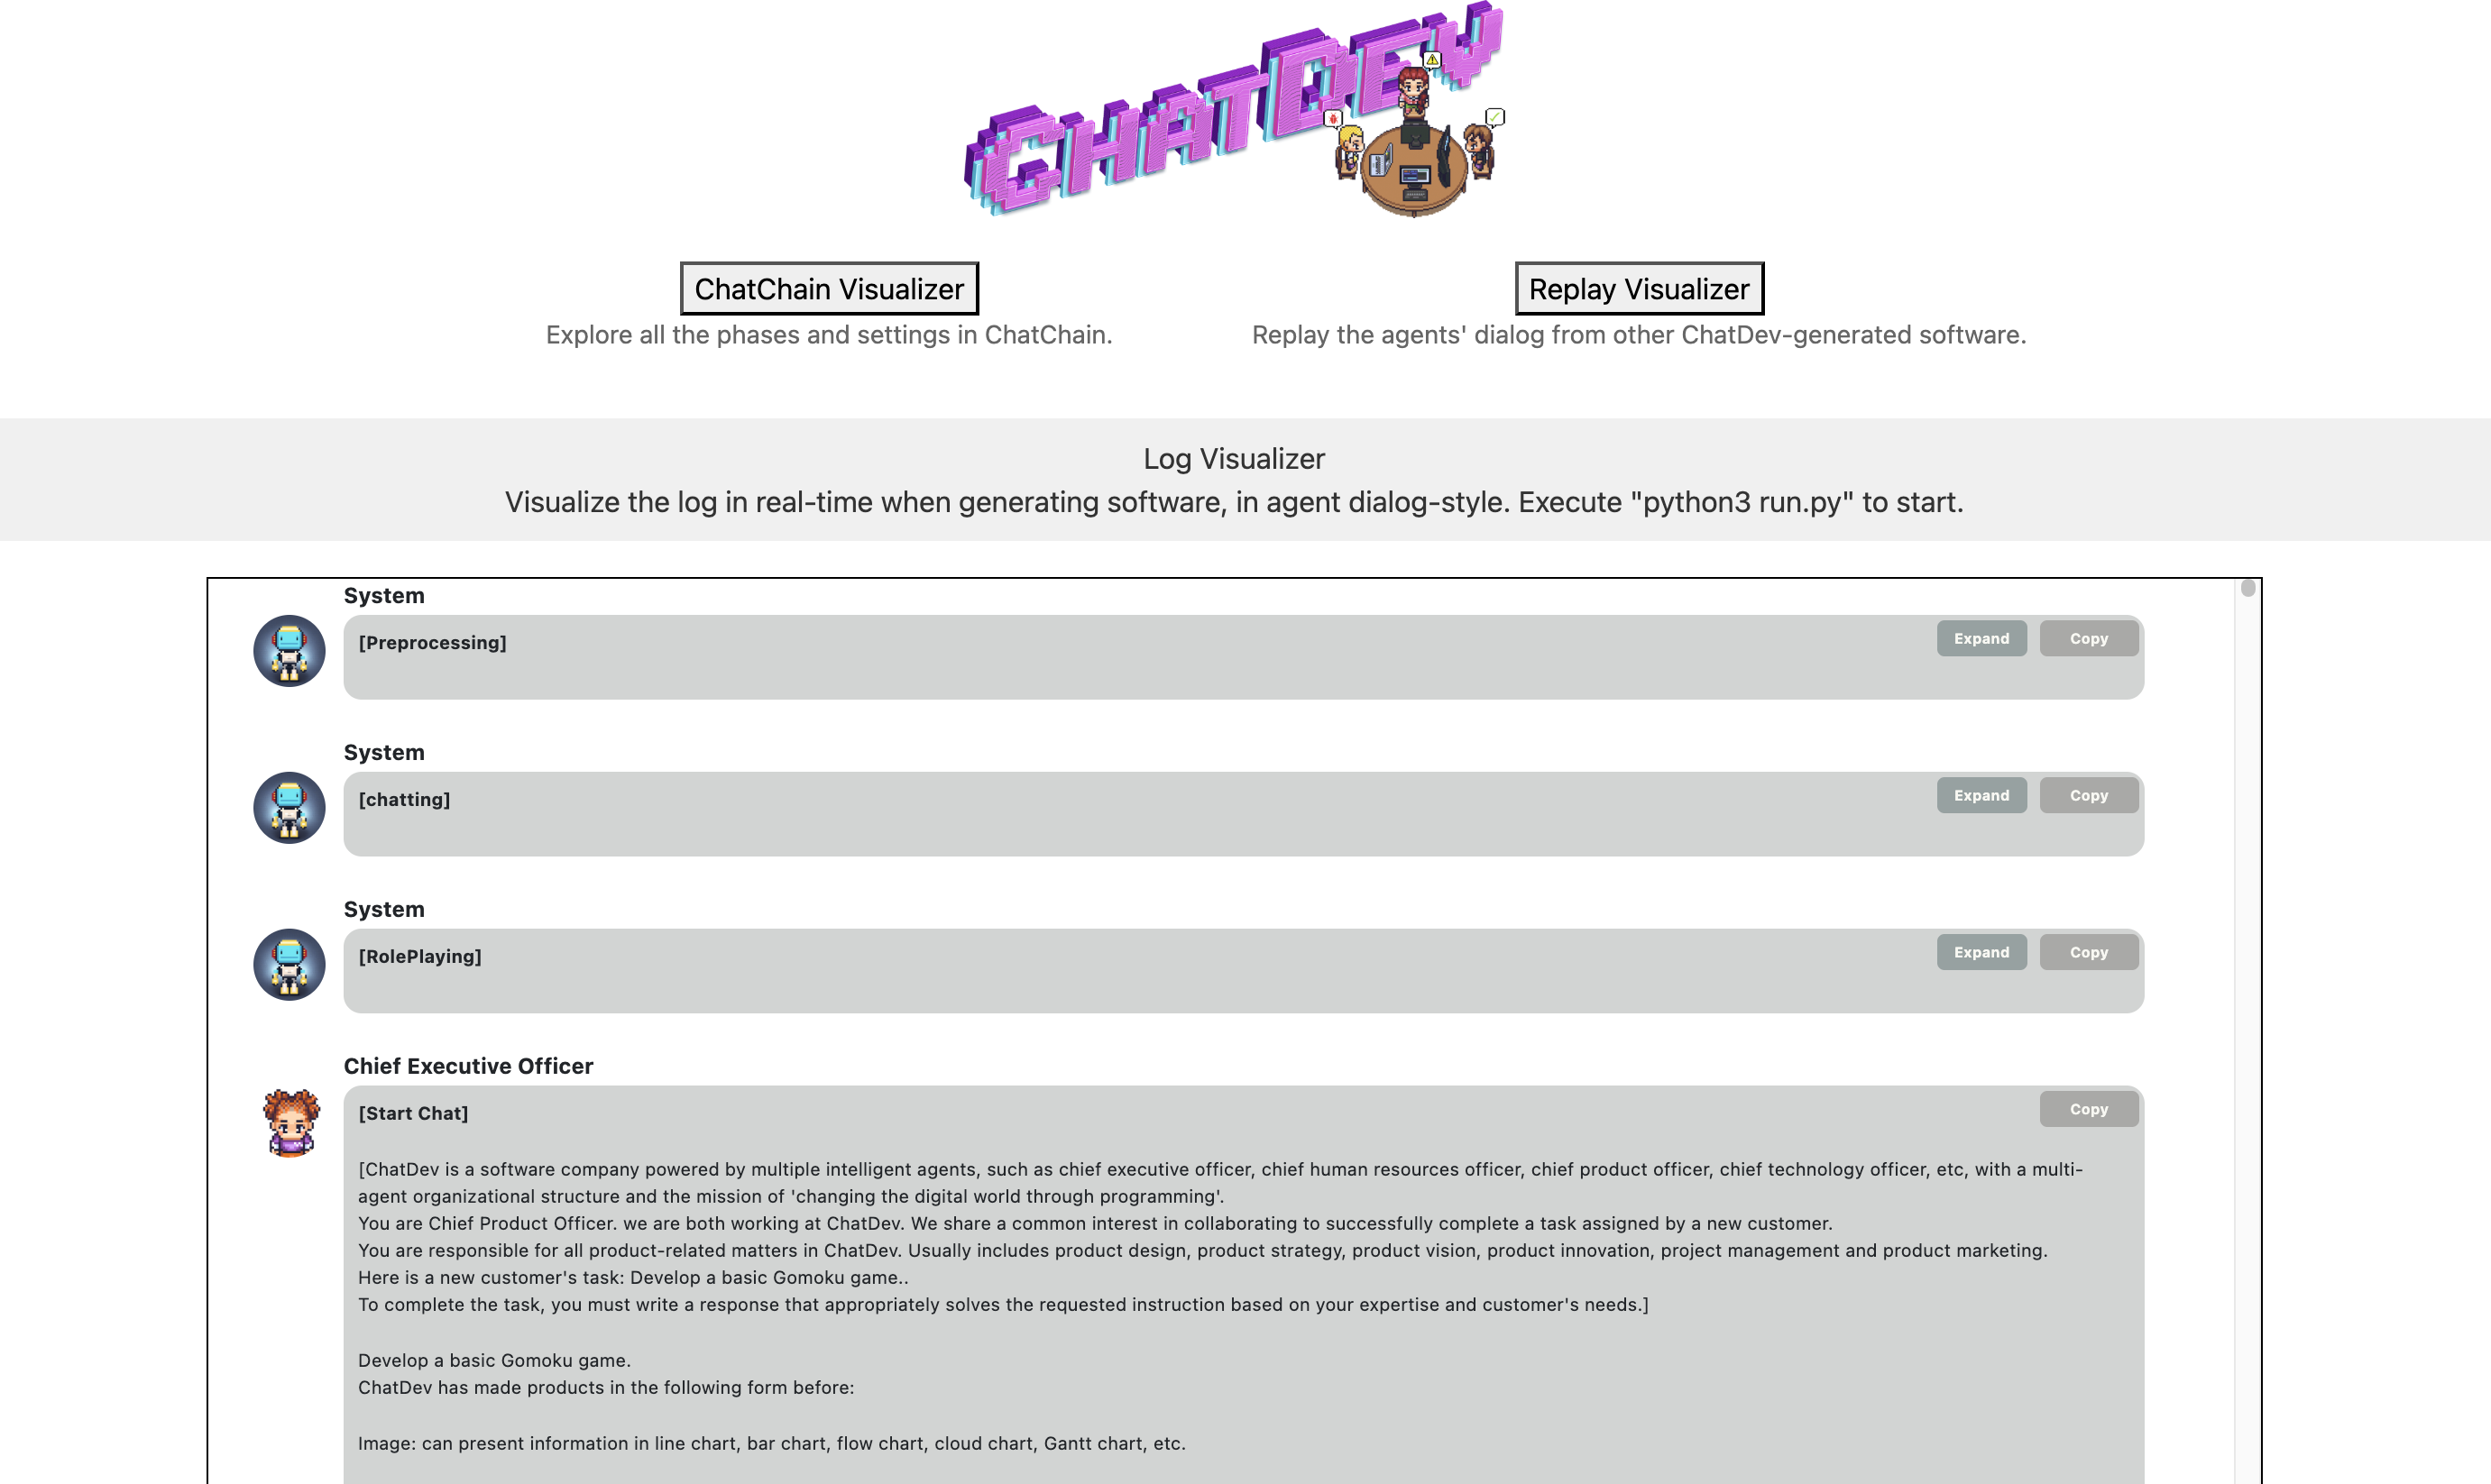 CHATDEV
ChatChain Visualizer
Explore all the phases and settings in ChatChain.
Replay Visualizer
Replay the agents' dialog from other ChatDev-generated software.
Log Visualizer
Visualize the log in real-time when generating software, in agent dialog-style. Execute "python3 run.py" to start.
System
[Preprocessing]
Expand
Copy
System
[chatting]
Expand
Copy
System
[RolePlaying]
Expand
Copy
Chief Executive Officer
[Start Chat]
Copy
[ChatDev is a software company powered by multiple intelligent agents, such as chief executive officer, chief human resources officer, chief product officer, chief technology officer, etc, with a multi-
agent organizational structure and the mission of 'changing the digital world through programming'.
You are Chief Product Officer. we are both working at ChatDev. We share a common interest in collaborating to successfully complete a task assigned by a new customer.
You are responsible for all product-related matters in ChatDev. Usually includes product design, product strategy, product vision, product innovation, project management and product marketing.
Here is a new customer's task: Develop a basic Gomoku game..
To complete the task, you must write a response that appropriately solves the requested instruction based on your expertise and customer's needs.]
Develop a basic Gomoku game.
ChatDev has made products in the following form before:
Image: can present information in line chart, bar chart, flow chart, cloud chart, Gantt chart, etc.